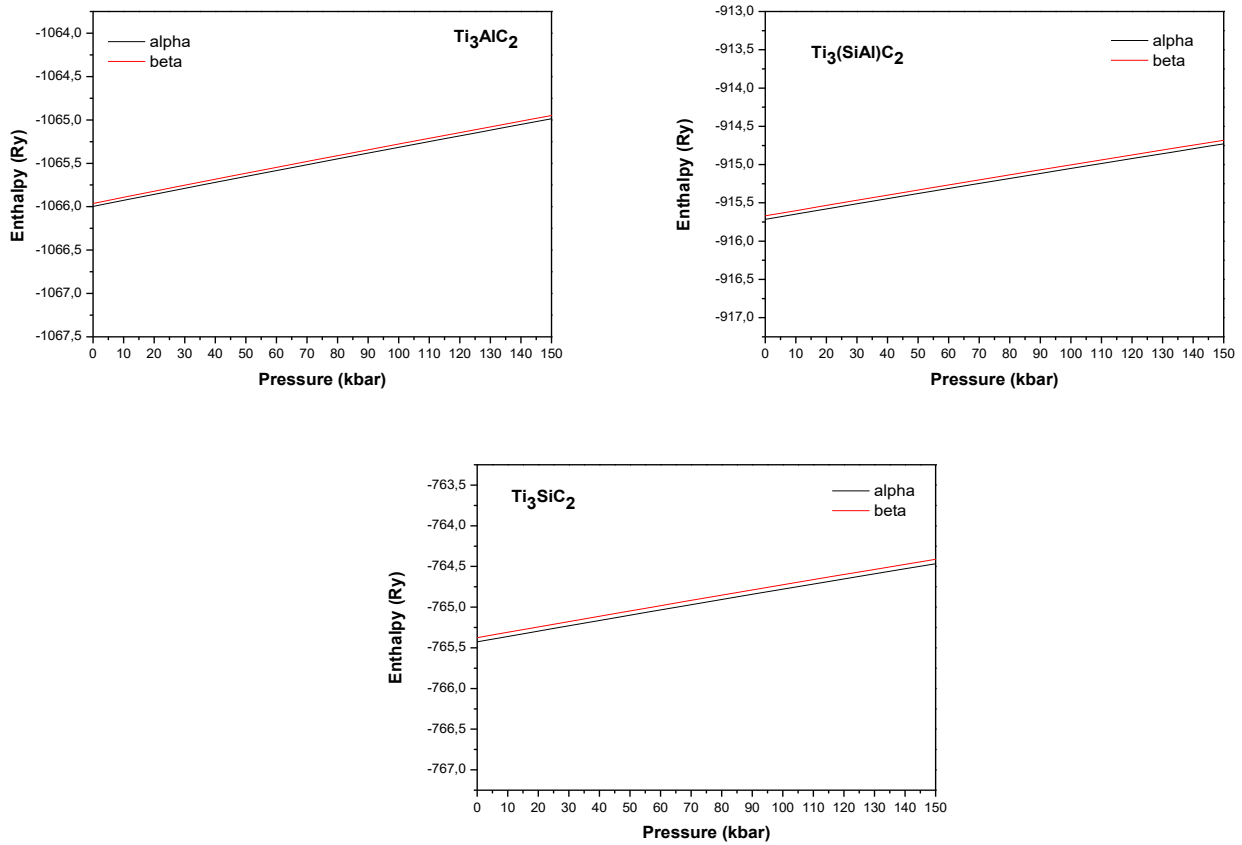 Ti3AlC2
alpha
beta
-1064,0
-1064,5
-1065,0
-1065,5
-1066,0
-1066,5
-1067,0
-1067,5
Enthalpy (Ry)
0 10 20 30 40 50 60 70 80 90 100 110 120 130 140 150
Pressure (kbar)
Ti3(SiAl)C2
alpha
beta
-913,0
-913,5
-914,0
-914,5
-915,0
-915,5
-916,0
-916,5
-917,0
Enthalpy (Ry)
0 10 20 30 40 50 60 70 80 90 100 110 120 130 140 150
Pressure (kbar)
Ti3SiC2
alpha
beta
-763,5
-764,0
-764,5
-765,0
-765,5
-766,0
-766,5
-767,0
Enthalpy (Ry)
0 10 20 30 40 50 60 70 80 90 100 110 120 130 140 150
Pressure (kbar)